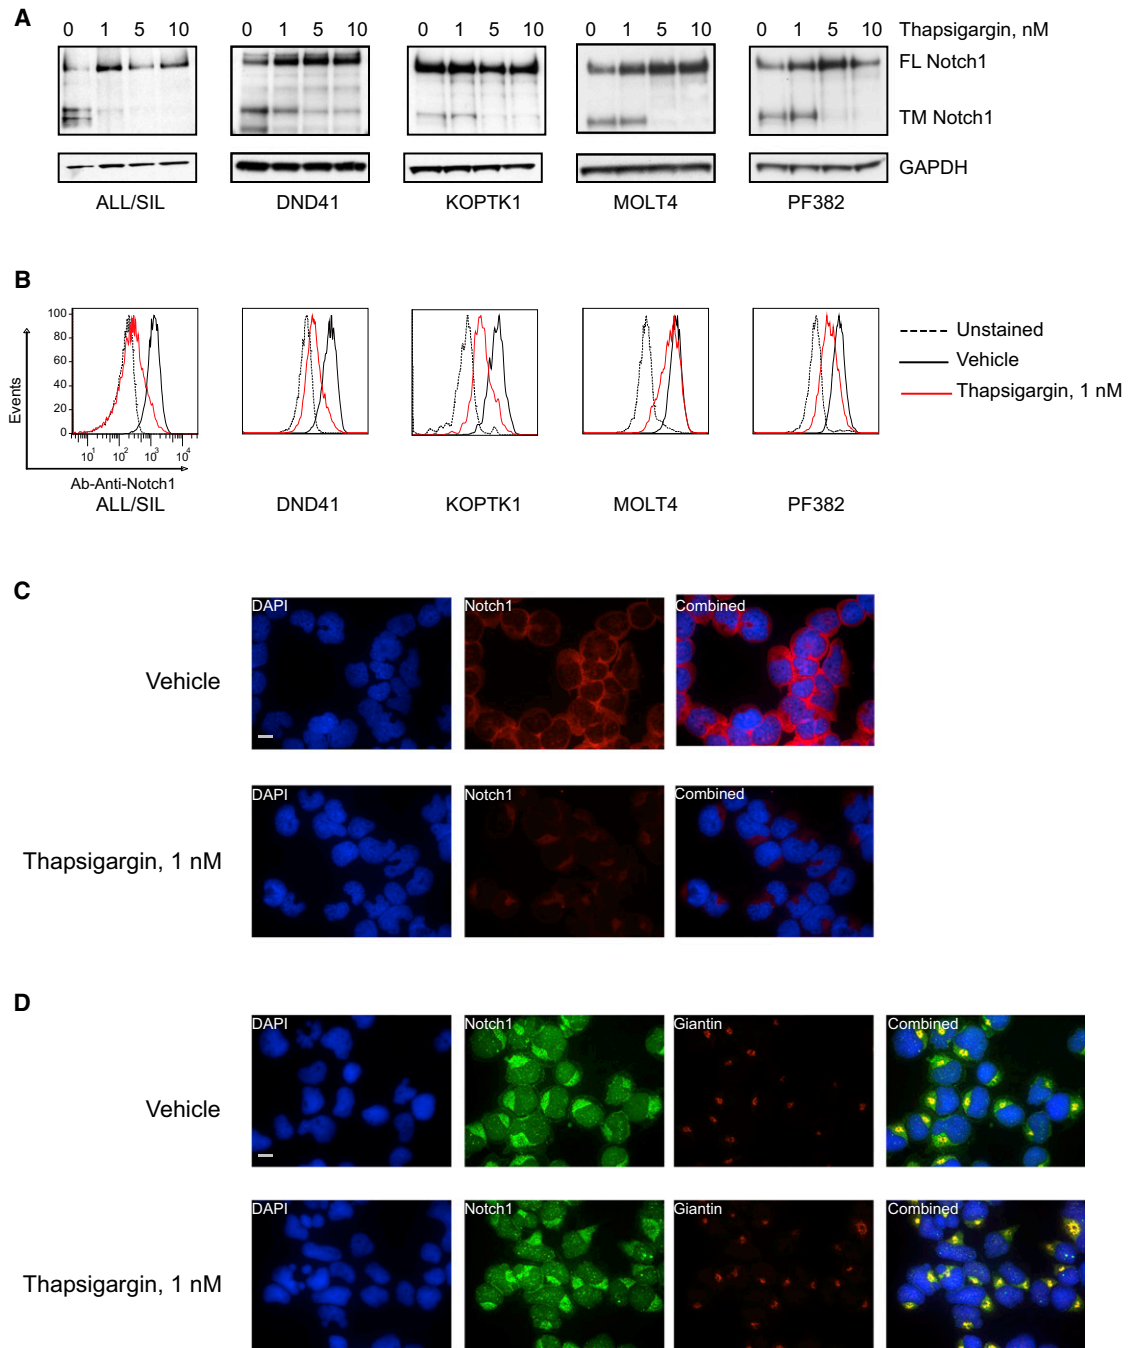 A
0 1 5 10 0 1 5 10 0 1 5 10 0 1 5 10 0 1 5 10 Thapsigargin, nM
FL Notch1
TM Notch1
GAPDH
ALL/SIL DND41 KOPTK1 MOLT4 PF382
B
Events
100
80
60
40
20
0
10¹ 10² 10³ 10⁴
Ab-Anti-Notch1
Unstained
Vehicle
Thapsigargin, 1 nM
ALL/SIL DND41 KOPTK1 MOLT4 PF382
C
Vehicle
DAPI Notch1 Combined
Thapsigargin, 1 nM
DAPI Notch1 Combined
D
Vehicle
DAPI Notch1 Giantin Combined
Thapsigargin, 1 nM
DAPI Notch1 Giantin Combined